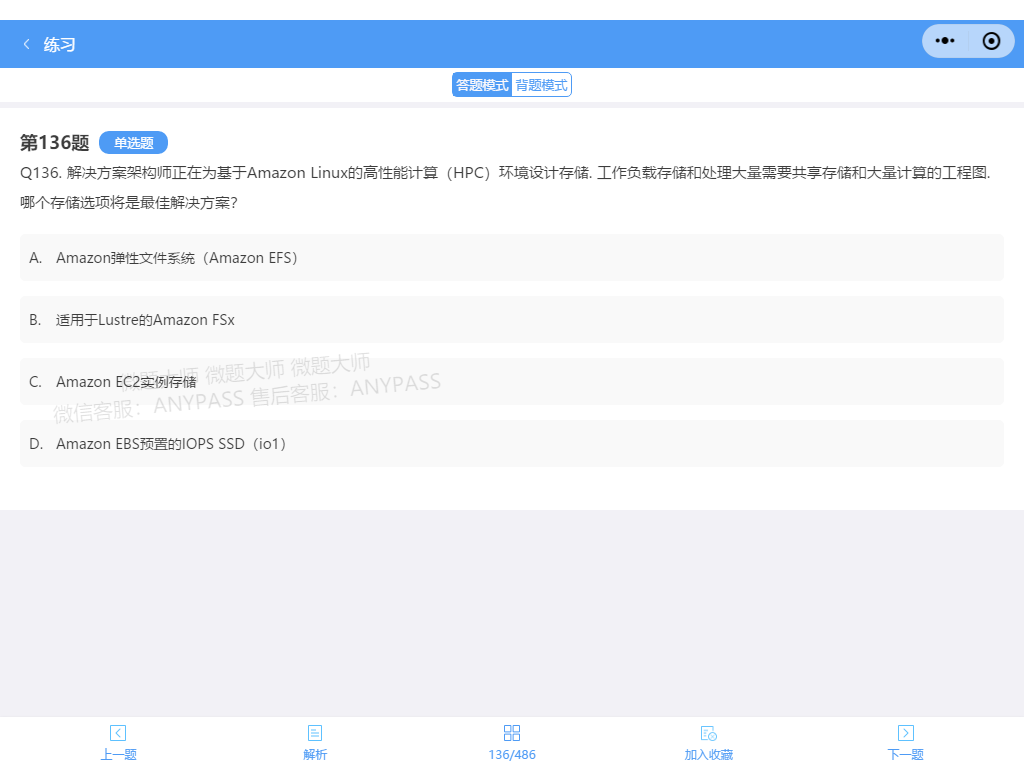 练习
答题模式 背题模式
第136题 单选题
Q136. 解决方案架构师正在为基于Amazon Linux的高性能计算（HPC）环境设计存储. 工作负载存储和处理大量需要共享存储和大量计算的工程图.
哪个存储选项将是最佳解决方案?
A. Amazon弹性文件系统（Amazon EFS）
B. 适用于Lustre的Amazon FSx
微题大师 微题大师 微题大师
C. Amazon EC2实例存储
微信客服：ANYPASS 售后客服：ANYPASS
D. Amazon EBS预置的IOPS SSD（io1）
上一题 解析 136/486 加入收藏 下一题